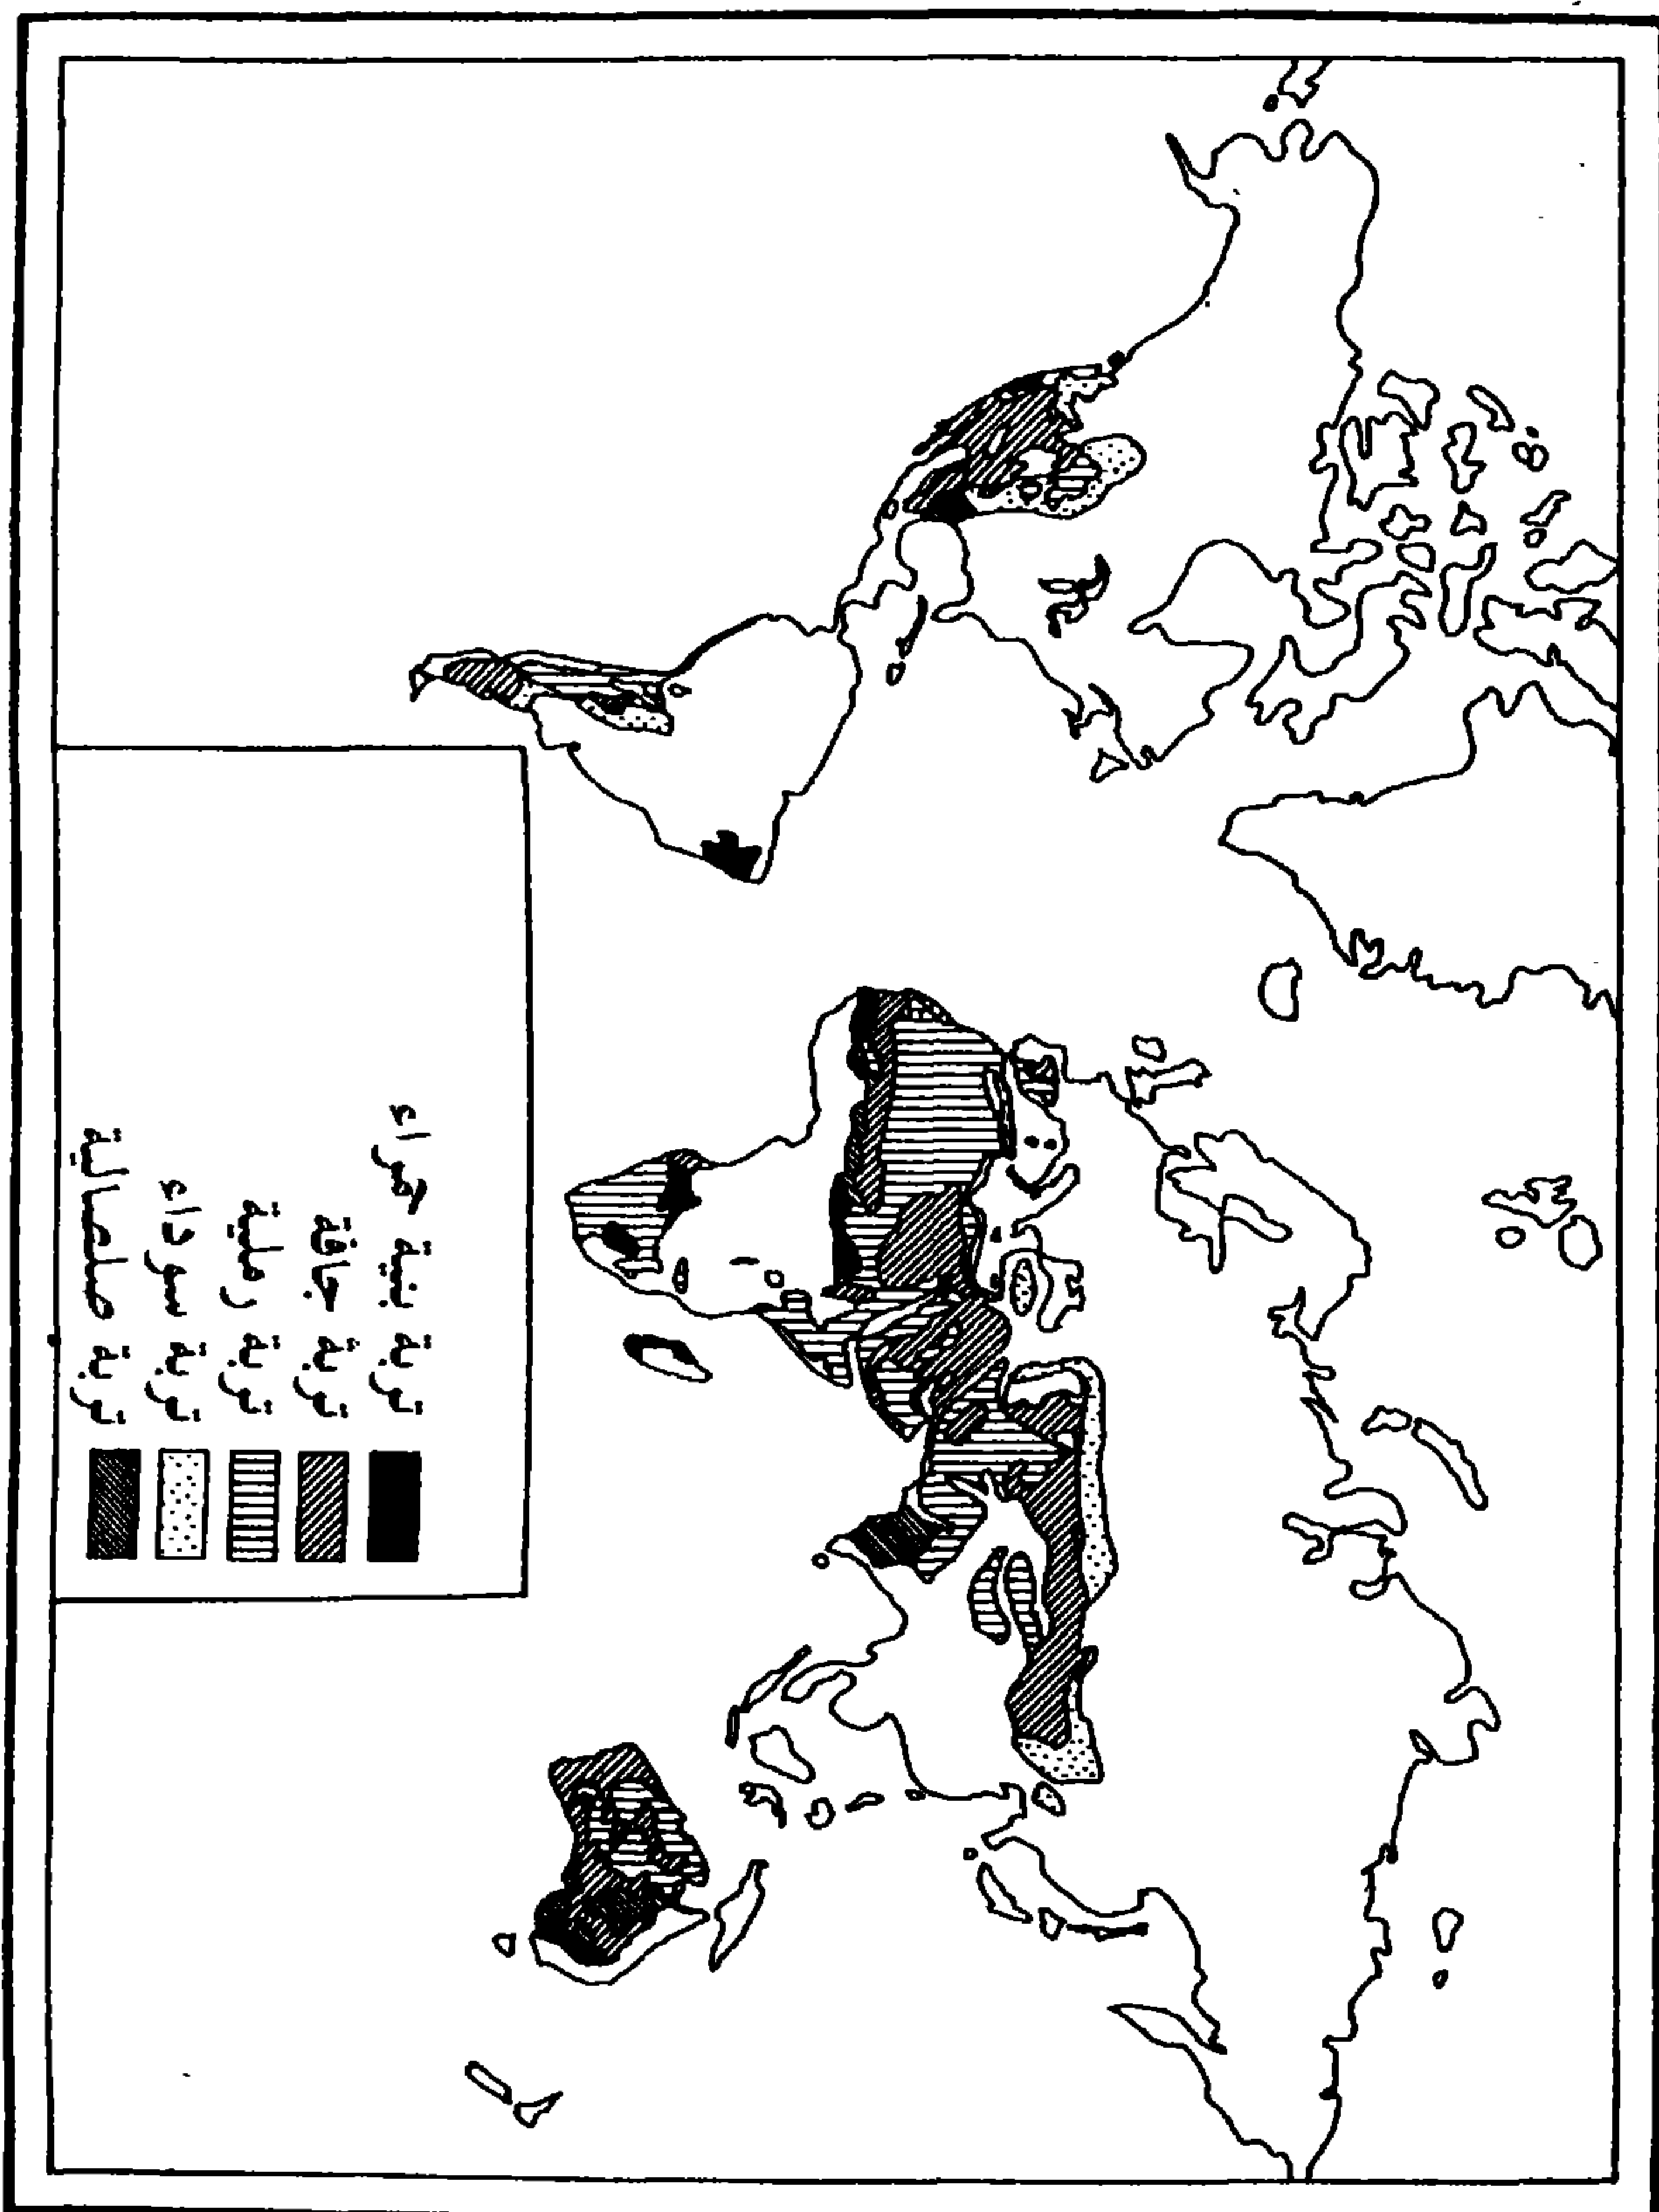 تربة بنية حمراء
تربة جافة
تربة رملية
تربة سوداء
تربة صلصالية